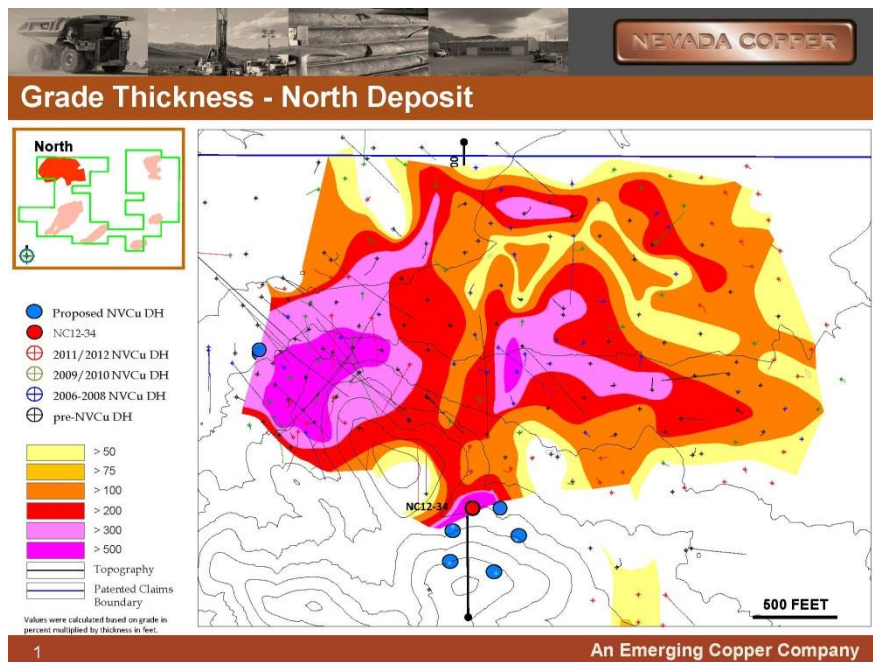 NEVADA COPPER
Grade Thickness - North Deposit
North
Proposed NVCu DH
NC12-34
2011/2012 NVCu DH
2009/2010 NVCu DH
2006-2008 NVCu DH
pre-NVCu DH
> 50
> 75
> 100
> 200
> 300
> 500
Topography
Patented Claims
Boundary
Values were calculated based on grade in
percent multiplied by thickness in feet.
NC12-34
500 FEET
1
An Emerging Copper Company